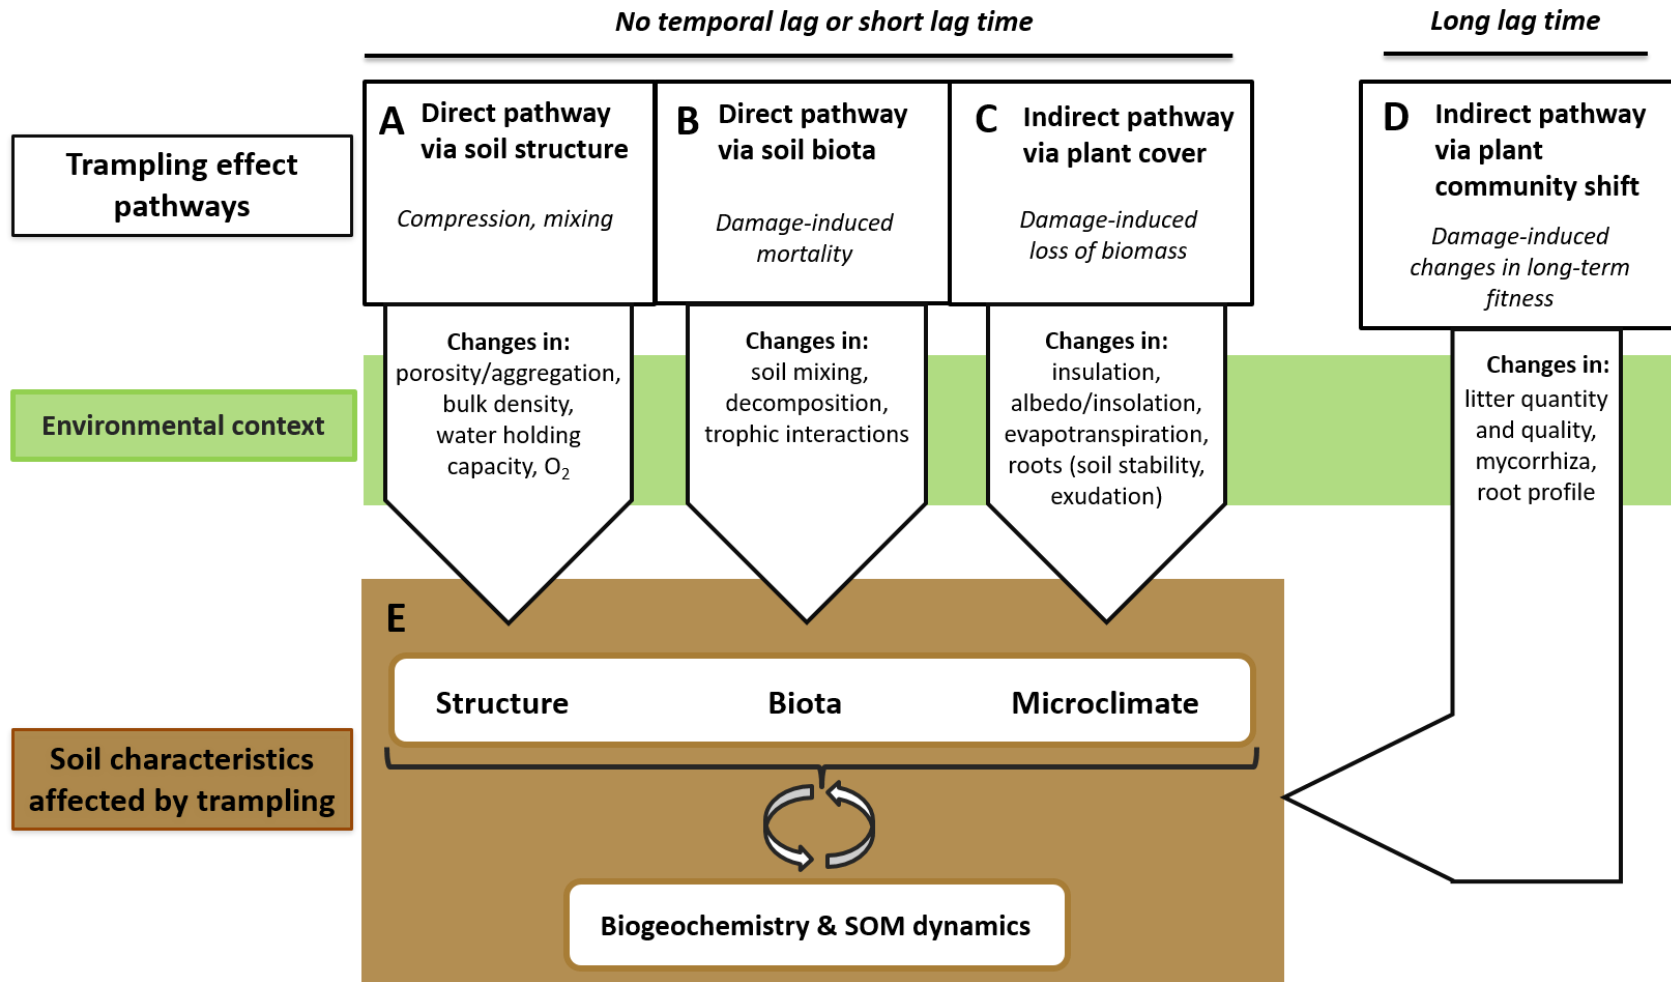 No temporal lag or short lag time
Long lag time
Trampling effect
pathways
A
Direct pathway
via soil structure
Compression, mixing
B
Direct pathway
via soil biota
Damage-induced
mortality
C
Indirect pathway
via plant cover
Damage-induced
loss of biomass
D
Indirect pathway
via plant
community shift
Damage-induced
changes in long-term
fitness
Environmental context
Changes in:
porosity/aggregation,
bulk density,
water holding
capacity, O₂
Changes in:
soil mixing,
decomposition,
trophic interactions
Changes in:
insulation,
albedo/insolation,
evapotranspiration,
roots (soil stability,
exudation)
Changes in:
litter quantity
and quality,
mycorrhiza,
root profile
Soil characteristics
affected by trampling
E
Structure
Biota
Microclimate
Biogeochemistry & SOM dynamics